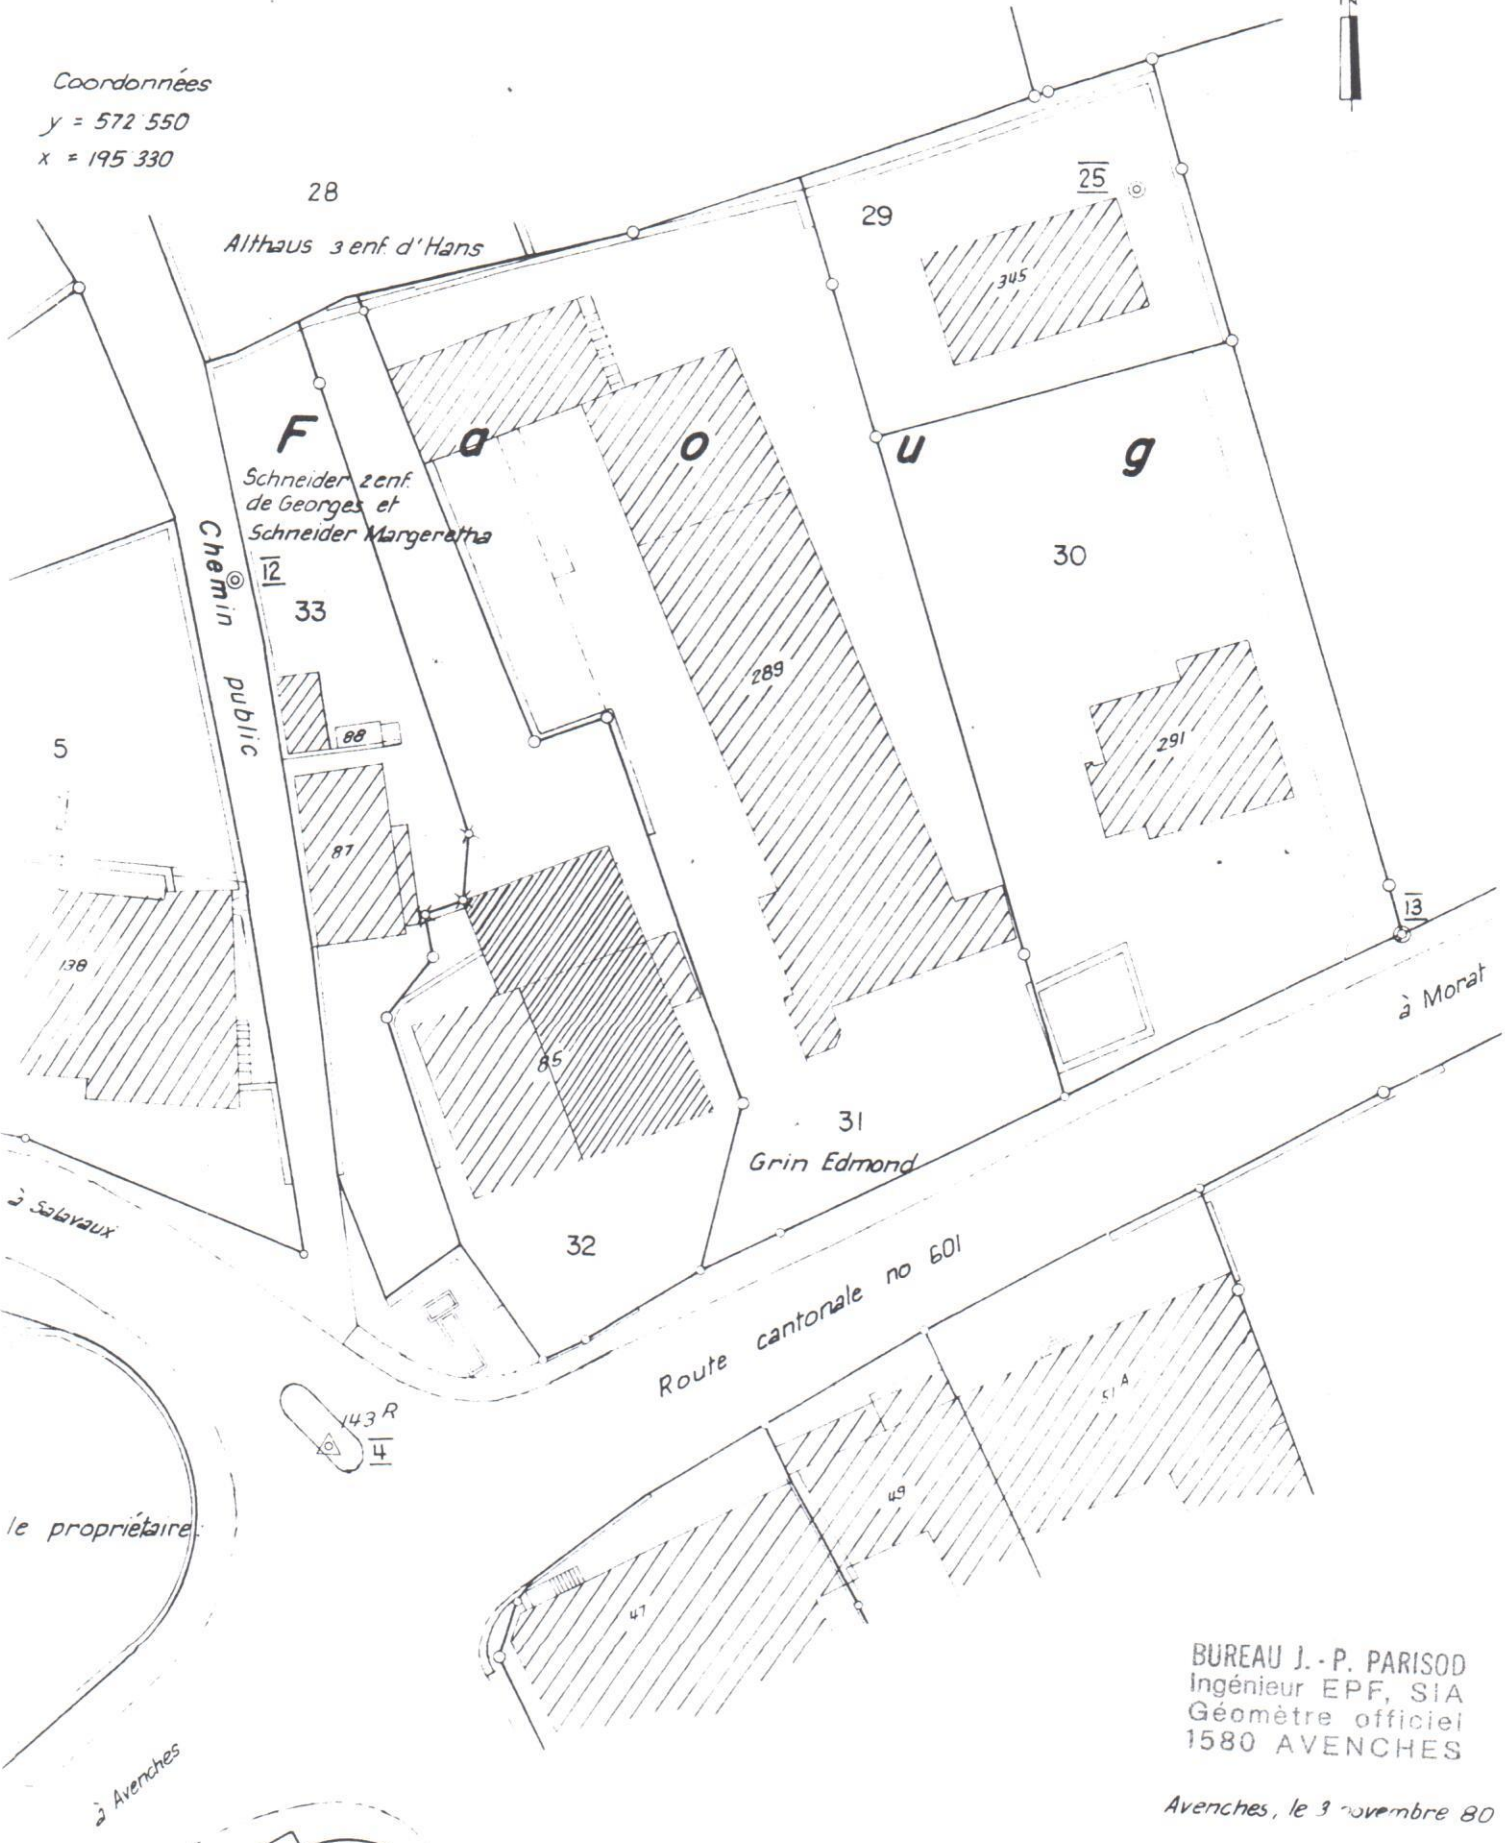 Coordonnées
y = 572 550
x = 195 330
28
Althaus 3 enf. d'Hans
25
29
345
F a o u g
Schneider 2 enf.
de Georges et
Schneider Margeretha
Chemin public
12
33
30
289
88
291
5
87
138
85
13
à Morat
31
Grin Edmond
à Salavaux
32
Route cantonale no 601
143 R
4
51 A
49
47
le propriétaire:
à Avenches
BUREAU J.-P. PARISOD
Ingénieur EPF, SIA
Géomètre officiel
1580 AVENCHES
Avenches, le 3 novembre 80